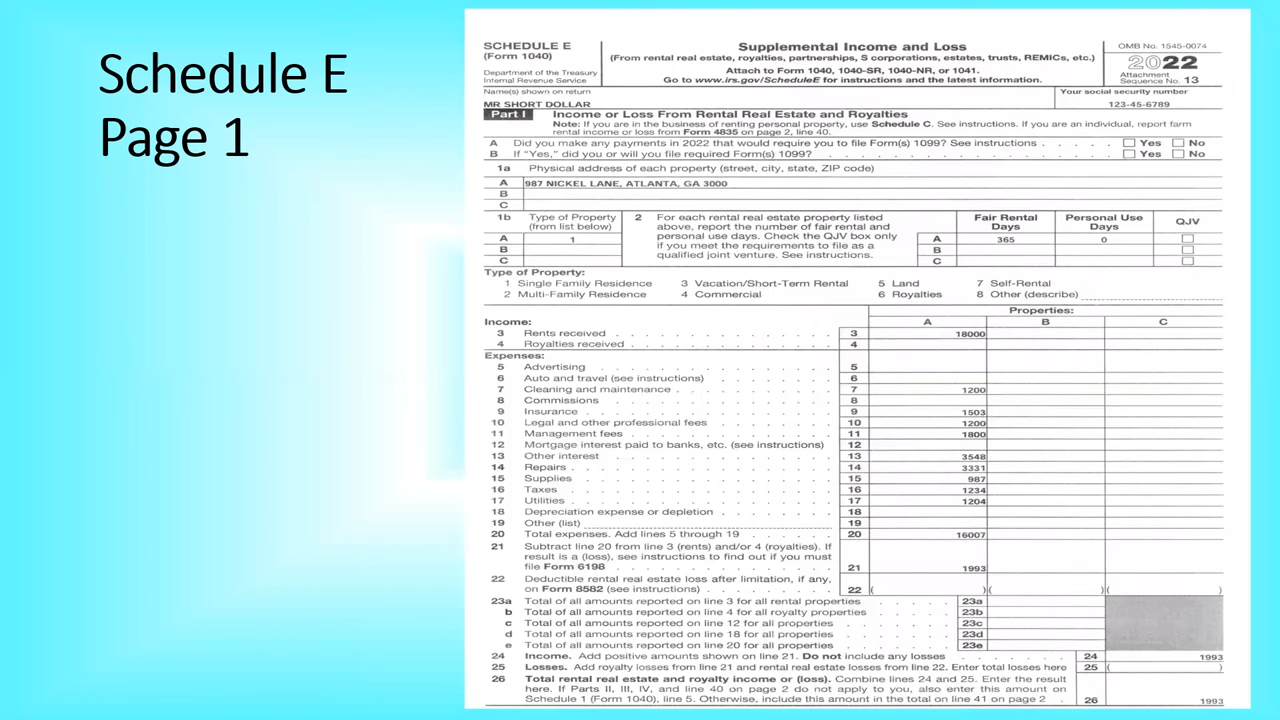 Schedule E
Page 1
SCHEDULE E
(Form 1040)
Department of the Treasury
Internal Revenue Service
Supplemental Income and Loss
(From rental real estate, royalties, partnerships, S corporations, estates, trusts, REMICs, etc.)
Attach to Form 1040, 1040-SR, 1040-NR, or 1041.
Go to www.irs.gov/ScheduleE for instructions and the latest information.
OMB No. 1545-0074
2022
Attachment
Sequence No. 13
Name(s) shown on return
Your social security number
MR SHORT DOLLAR
123-45-6789
Part I Income or Loss From Rental Real Estate and Royalties
Note: If you are in the business of renting personal property, use Schedule C. See instructions. If you are an individual, report farm
rental income or loss from Form 4835 on page 2, line 40.
A Did you make any payments in 2022 that would require you to file Form(s) 1099? See instructions . . . . . Yes No
B If "Yes," did you or will you file required Form(s) 1099? . . . . . . . . . . . . . . . . . Yes No
1a Physical address of each property (street, city, state, ZIP code)
A 987 NICKEL LANE, ATLANTA, GA 3000
B
C
1b Type of Property
(from list below)
A 1
B
C
2 For each rental real estate property listed
above, report the number of fair rental and
personal use days. Check the QJV box only
if you meet the requirements to file as a
qualified joint venture. See instructions.
Fair Rental
Days
Personal Use
Days
QJV
A 365 0
B
C
Type of Property:
1 Single Family Residence 3 Vacation/Short-Term Rental 5 Land 7 Self-Rental
2 Multi-Family Residence 4 Commercial 6 Royalties 8 Other (describe)
Properties:
Income: A B C
3 Rents received . . . . . . . . . . . . . . 3 18000
4 Royalties received . . . . . . . . . . . . . 4
Expenses:
5 Advertising . . . . . . . . . . . . . . 5
6 Auto and travel (see instructions) . . . . . . . . 6
7 Cleaning and maintenance . . . . . . . . . . 7 1200
8 Commissions . . . . . . . . . . . . . . 8
9 Insurance . . . . . . . . . . . . . . . 9 1503
10 Legal and other professional fees . . . . . . . . 10 1200
11 Management fees . . . . . . . . . . . . . 11 1800
12 Mortgage interest paid to banks, etc. (see instructions) 12
13 Other interest . . . . . . . . . . . . . . 13 3548
14 Repairs . . . . . . . . . . . . . . . . 14 3331
15 Supplies . . . . . . . . . . . . . . . 15 987
16 Taxes . . . . . . . . . . . . . . . . 16 1234
17 Utilities . . . . . . . . . . . . . . . . 17 1204
18 Depreciation expense or depletion . . . . . . . . 18
19 Other (list) 19
20 Total expenses. Add lines 5 through 19 . . . . . . 20 16007
21 Subtract line 20 from line 3 (rents) and/or 4 (royalties). If
result is a (loss), see instructions to find out if you must
file Form 6198 . . . . . . . . . . . . . . 21 1993
22 Deductible rental real estate loss after limitation, if any,
on Form 8582 (see instructions) . . . . . . . . 22 ( ) ( ) ( )
23a Total of all amounts reported on line 3 for all rental properties . . . . . 23a
b Total of all amounts reported on line 4 for all royalty properties . . . . . 23b
c Total of all amounts reported on line 12 for all properties . . . . . . . 23c
d Total of all amounts reported on line 18 for all properties . . . . . . . 23d
e Total of all amounts reported on line 20 for all properties . . . . . . . 23e
24 Income. Add positive amounts shown on line 21. Do not include any losses . . . . . . . 24 1993
25 Losses. Add royalty losses from line 21 and rental real estate losses from line 22. Enter total losses here 25 ( )
26 Total rental real estate and royalty income or (loss). Combine lines 24 and 25. Enter the result
here. If Parts II, III, IV, and line 40 on page 2 do not apply to you, also enter this amount on
Schedule 1 (Form 1040), line 5. Otherwise, include this amount in the total on line 41 on page 2 . 26 1993